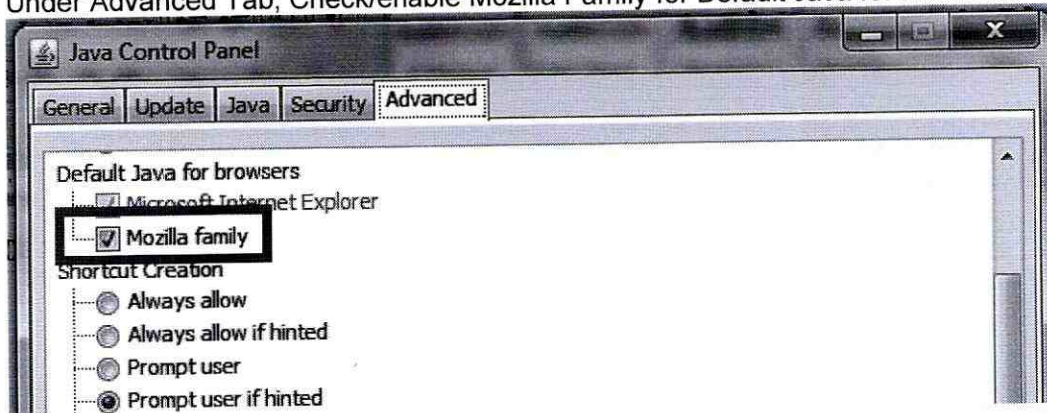 Under Advanced Tab, Check/enable Mozilla Family for Default Java for
Java Control Panel
General Update Java Security Advanced
Default Java for browsers
Microsoft Internet Explorer
Mozilla family
Shortcut Creation
Always allow
Always allow if hinted
Prompt user
Prompt user if hinted